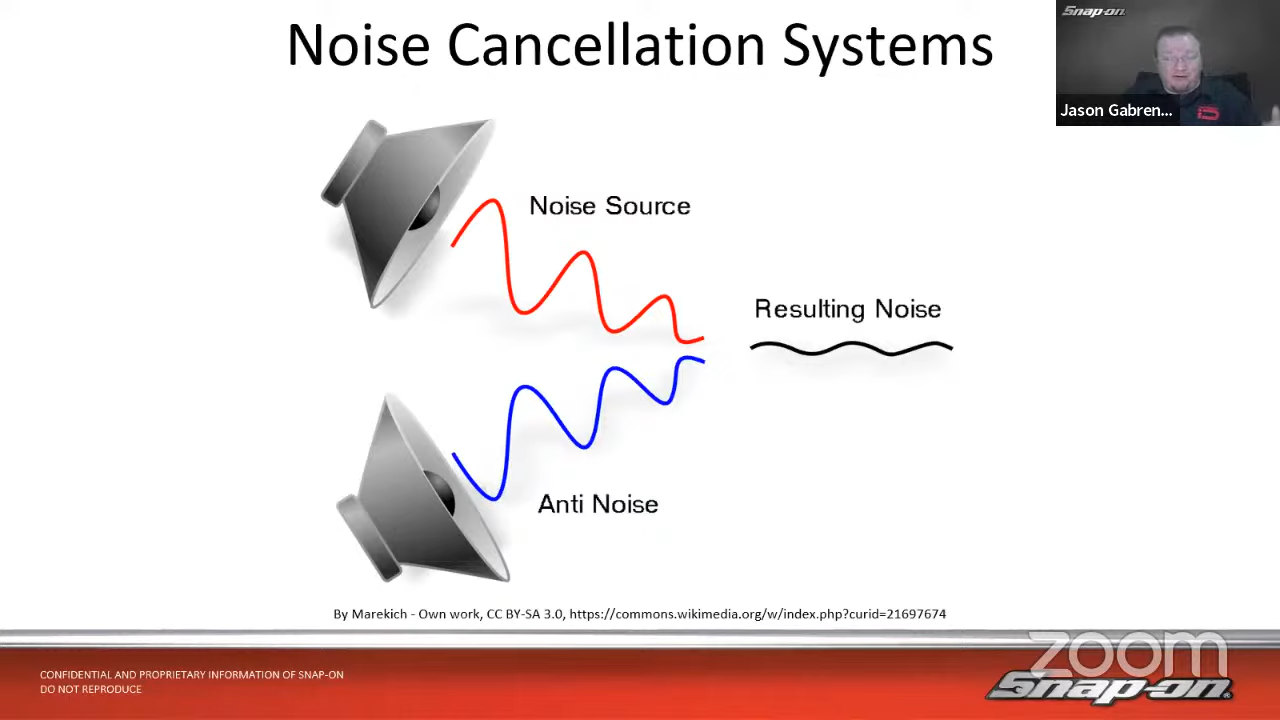 Noise Cancellation Systems
Snap-on
Jason Gabren...
Noise Source
Resulting Noise
Anti Noise
By Marekich - Own work, CC BY-SA 3.0, https://commons.wikimedia.org/w/index.php?curid=21697674
CONFIDENTIAL AND PROPRIETARY INFORMATION OF SNAP-ON
DO NOT REPRODUCE
zoom
Snap-on®